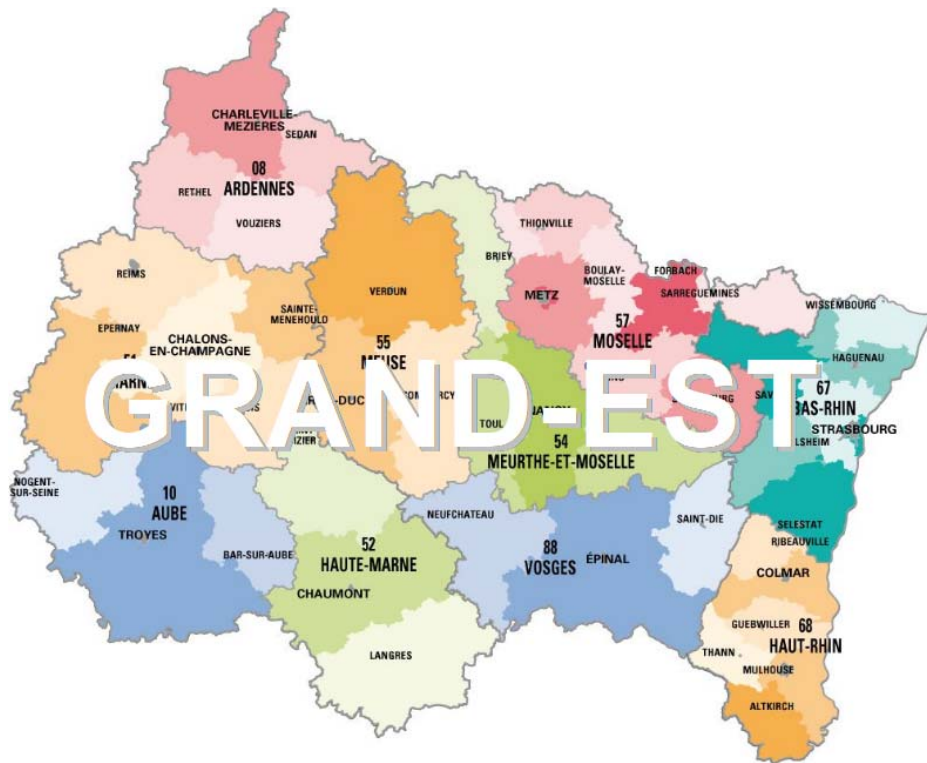 CHARLEVILLE-
MEZIERES
SEDAN
08
ARDENNES
RETHEL
VOUZIERS
THIONVILLE
BRIEY
BOULAY-
MOSELLE
FORBACH
SARREGUEMINES
METZ
57
MOSELLE
WISSEMBOURG
HAGUENAU
REIMS
VERDUN
SAINTE-
MENEHOULD
EPERNAY
CHALONS-
EN-CHAMPAGNE
55
MEUSE
67
BAS-RHIN
STRASBOURG
GRAND-EST
TOUL
54
MEURTHE-ET-MOSELLE
NOGENT-
SUR-SEINE
10
AUBE
TROYES
BAR-SUR-AUBE
52
HAUTE-MARNE
CHAUMONT
LANGRES
NEUFCHATEAU
88
VOSGES
ÉPINAL
SAINT-DIE
SELESTAT
RIBEAUVILLE
COLMAR
GUEBWILLER
68
HAUT-RHIN
THANN
MULHOUSE
ALTKIRCH